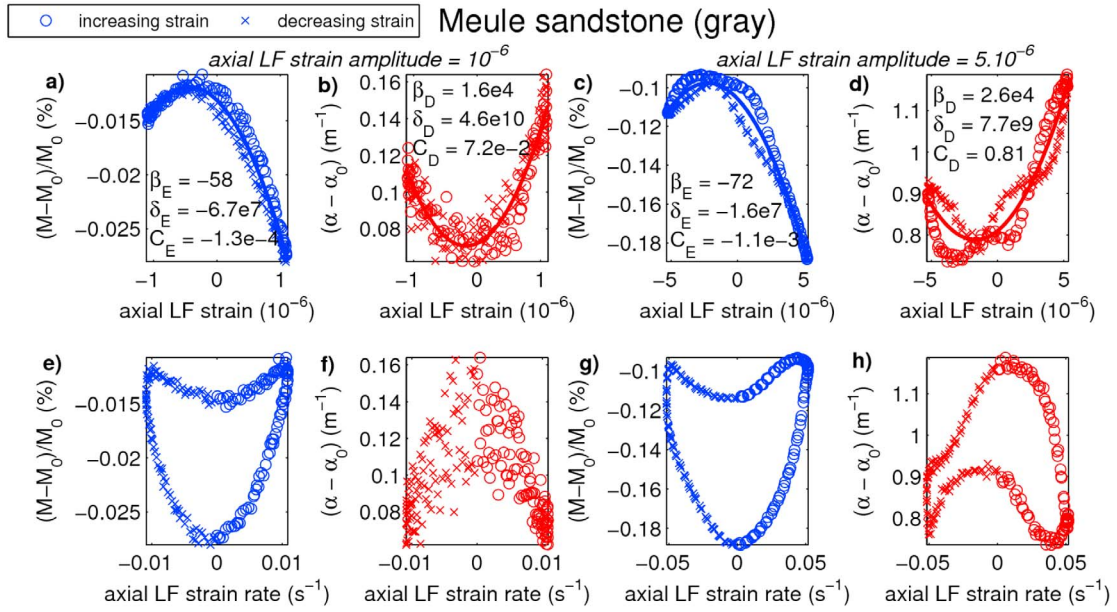 increasing strain decreasing strain Meule sandstone (gray)
axial LF strain amplitude = 10⁻⁶ axial LF strain amplitude = 5.10⁻⁶
a)
(M−M₀)/M₀ (%)
−0.015
−0.02
−0.025
β_E = −58
δ_E = −6.7e7
C_E = −1.3e−4
−1 0 1
axial LF strain (10⁻⁶)
b)
(α − α₀) (m⁻¹)
0.16
0.14
0.12
0.1
0.08
β_D = 1.6e4
δ_D = 4.6e10
C_D = 7.2e−2
−1 0 1
axial LF strain (10⁻⁶)
c)
(M−M₀)/M₀ (%)
−0.1
−0.12
−0.14
−0.16
−0.18
β_E = −72
δ_E = −1.6e7
C_E = −1.1e−3
−5 0 5
axial LF strain (10⁻⁶)
d)
(α − α₀) (m⁻¹)
1.1
1
0.9
0.8
β_D = 2.6e4
δ_D = 7.7e9
C_D = 0.81
−5 0 5
axial LF strain (10⁻⁶)
e)
(M−M₀)/M₀ (%)
−0.015
−0.02
−0.025
−0.01 0 0.01
axial LF strain rate (s⁻¹)
f)
(α − α₀) (m⁻¹)
0.16
0.14
0.12
0.1
0.08
−0.01 0 0.01
axial LF strain rate (s⁻¹)
g)
(M−M₀)/M₀ (%)
−0.1
−0.12
−0.14
−0.16
−0.18
−0.05 0 0.05
axial LF strain rate (s⁻¹)
h)
(α − α₀) (m⁻¹)
1.1
1
0.9
0.8
−0.05 0 0.05
axial LF strain rate (s⁻¹)